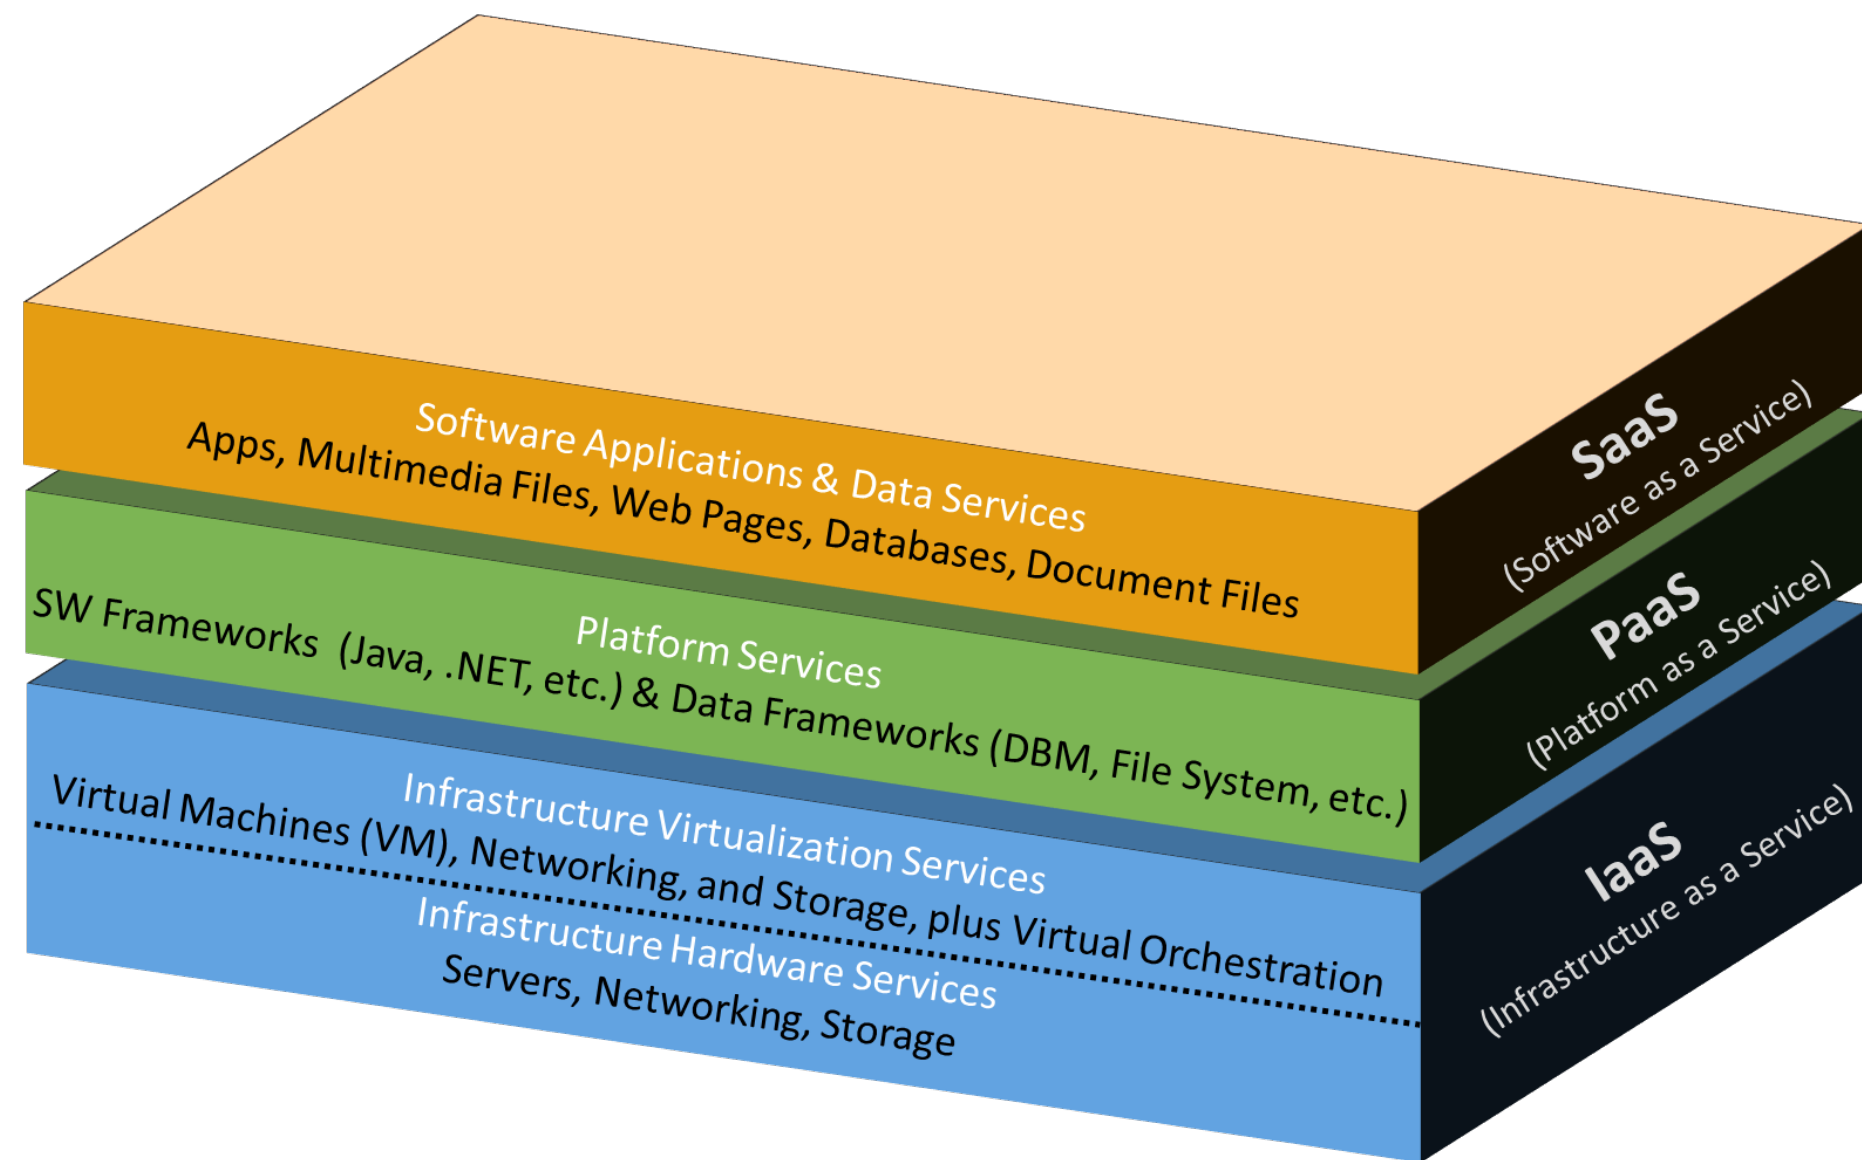 Software Applications & Data Services
Apps, Multimedia Files, Web Pages, Databases, Document Files
SaaS
(Software as a Service)
Platform Services
SW Frameworks (Java, .NET, etc.) & Data Frameworks (DBM, File System, etc.)
PaaS
(Platform as a Service)
Infrastructure Virtualization Services
Virtual Machines (VM), Networking, and Storage, plus Virtual Orchestration
Infrastructure Hardware Services
Servers, Networking, Storage
IaaS
(Infrastructure as a Service)